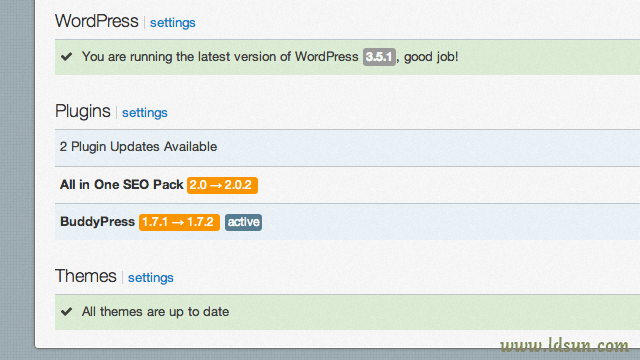 WordPress | settings
✔ You are running the latest version of WordPress 3.5.1, good job!
Plugins | settings
2 Plugin Updates Available
All in One SEO Pack 2.0 → 2.0.2
BuddyPress 1.7.1 → 1.7.2 active
Themes | settings
✔ All themes are up to date
www.ldsun.com